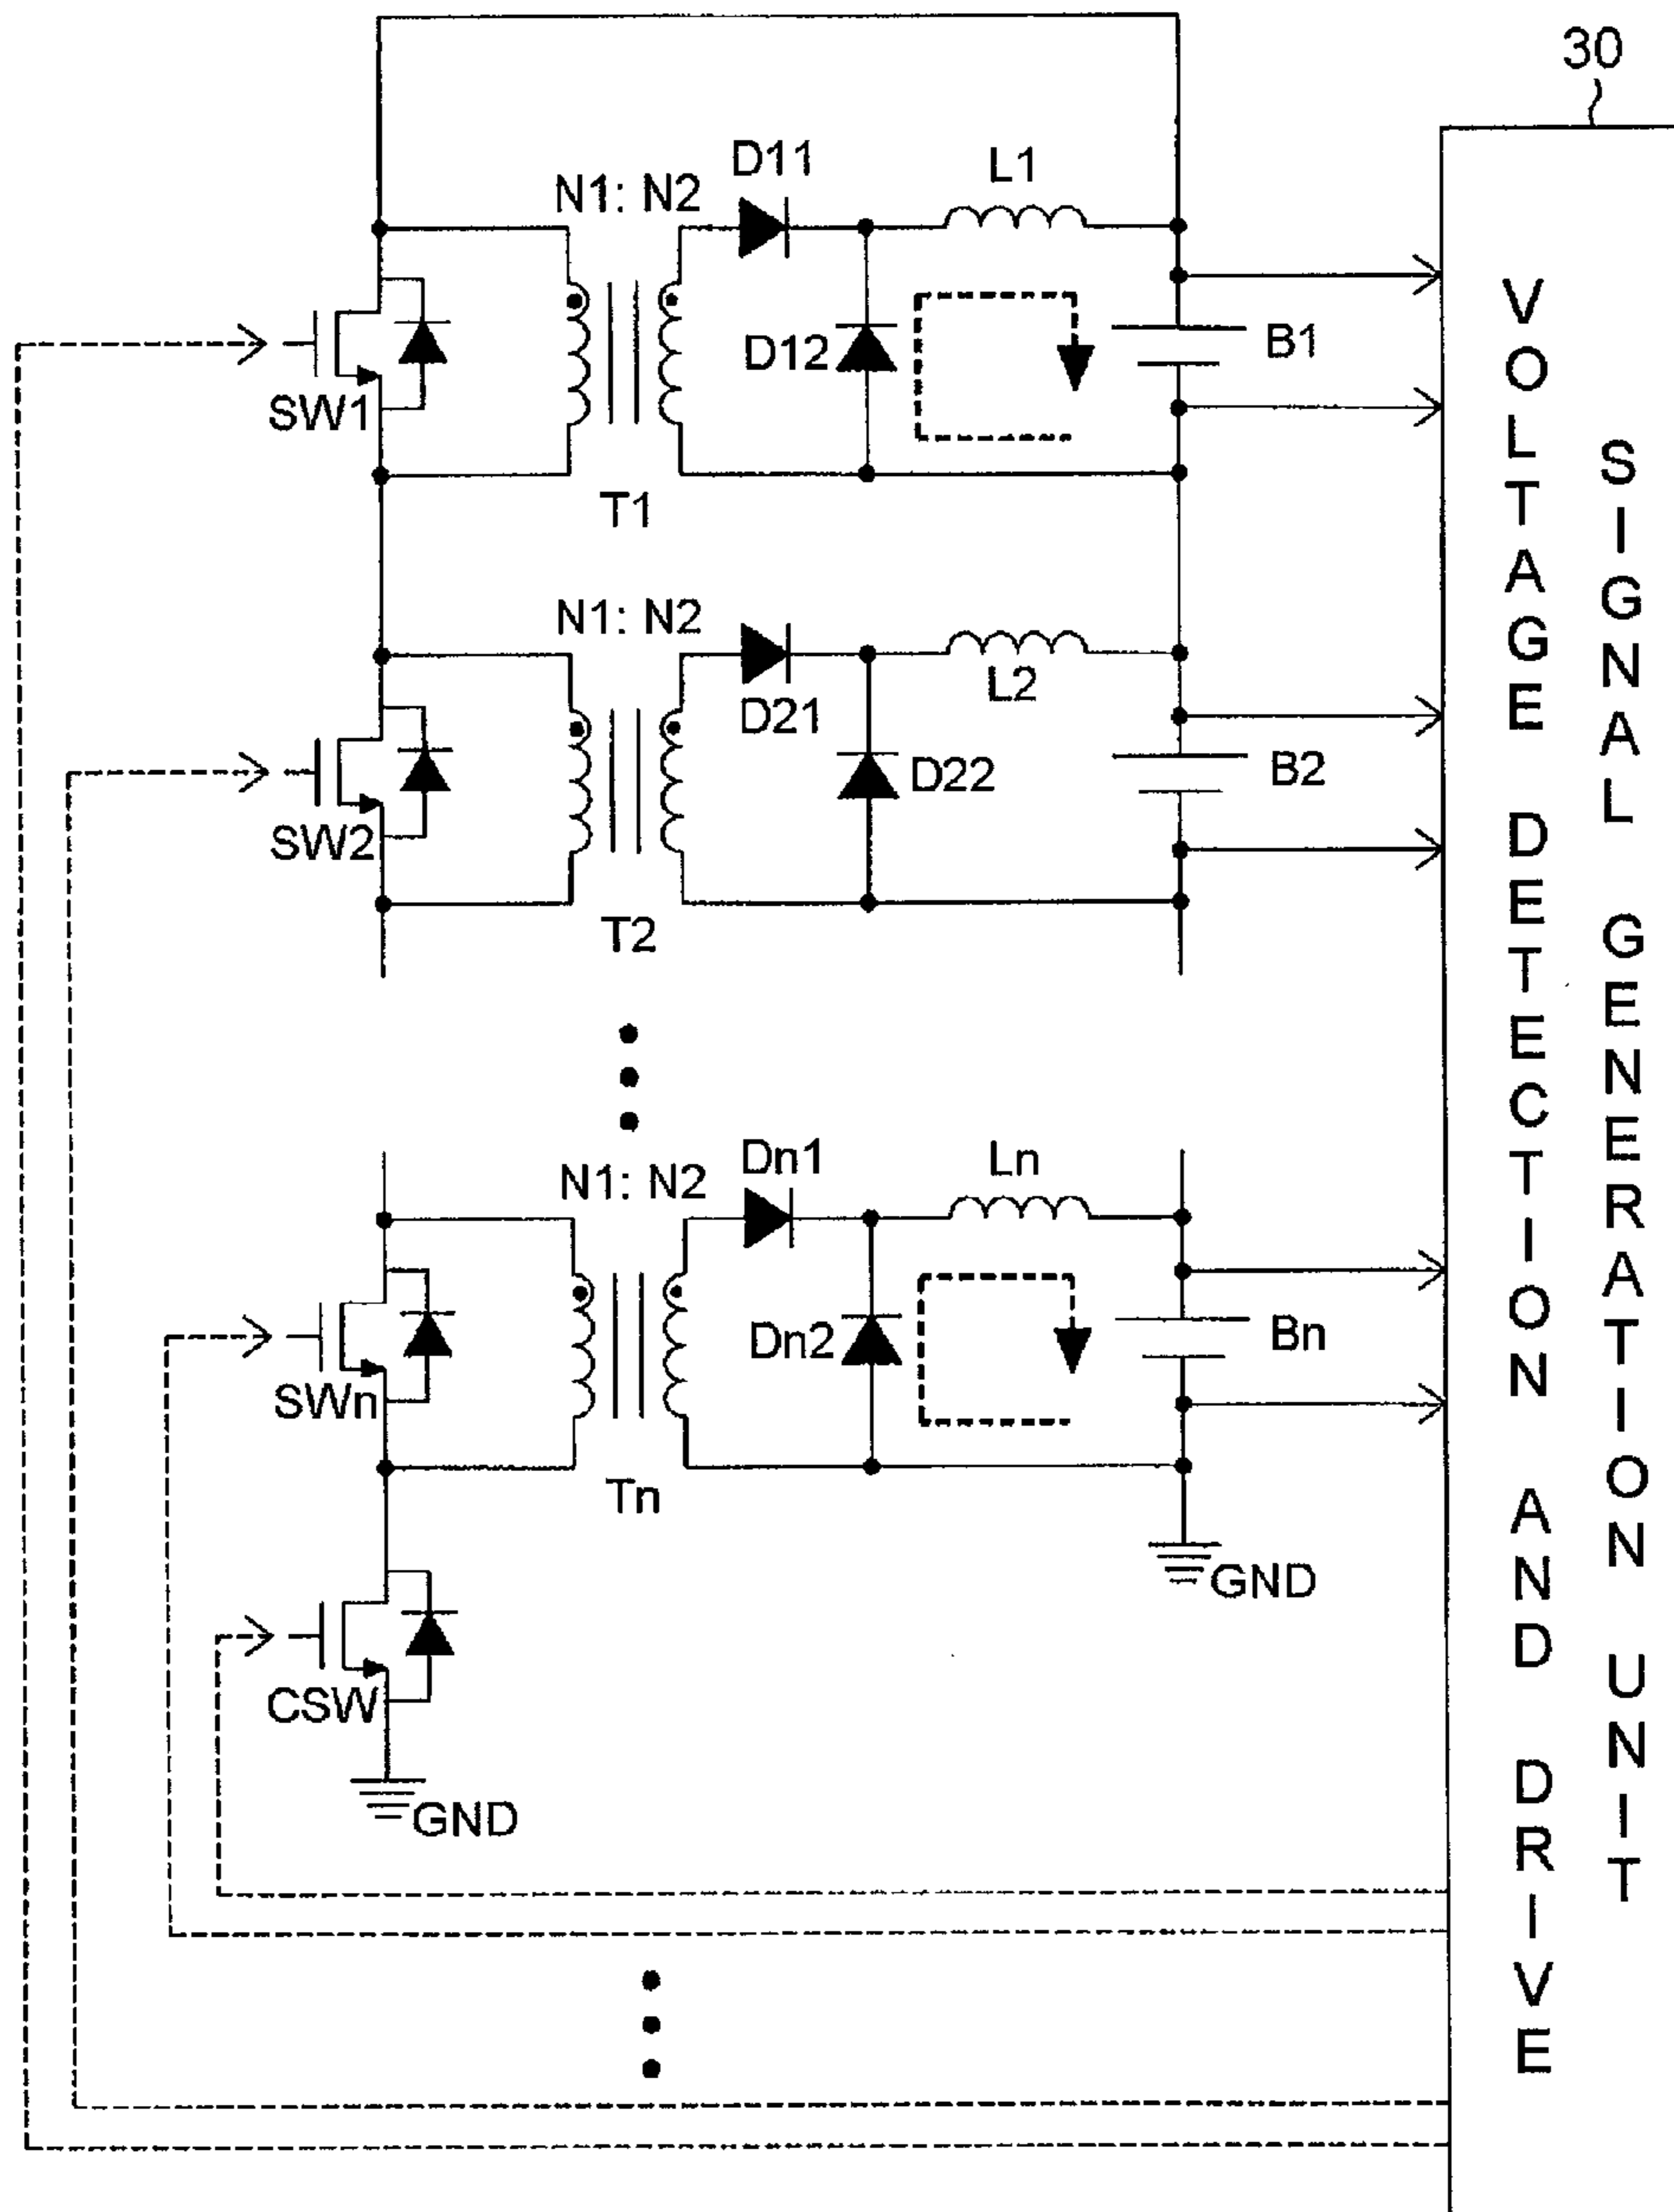 30
D11
L1
N1: N2
D12
B1
SW1
T1
N1: N2
D21
L2
D22
B2
SW2
T2
Dn1
Ln
N1: N2
Dn2
Bn
SWn
Tn
GND
CSW
GND
VOLTAGE DETECTION AND DRIVE
SIGNAL GENERATION UNIT